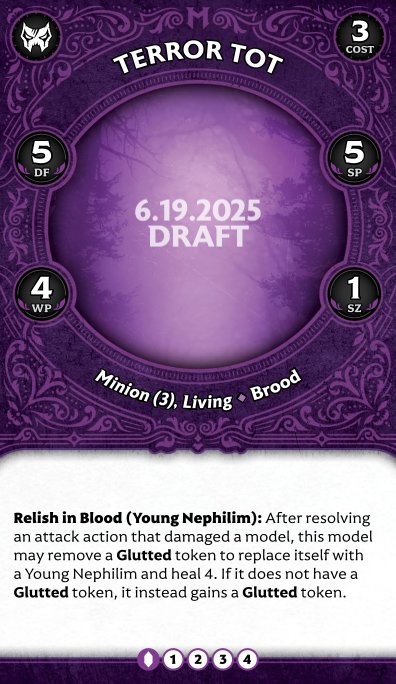 TERROR TOT
3
COST
5
DF
5
SP
6.19.2025
DRAFT
4
WP
1
SZ
Minion (3), Living ◆ Brood
Relish in Blood (Young Nephilim): After resolving
an attack action that damaged a model, this model
may remove a Glutted token to replace itself with
a Young Nephilim and heal 4. If it does not have a
Glutted token, it instead gains a Glutted token.
1 2 3 4